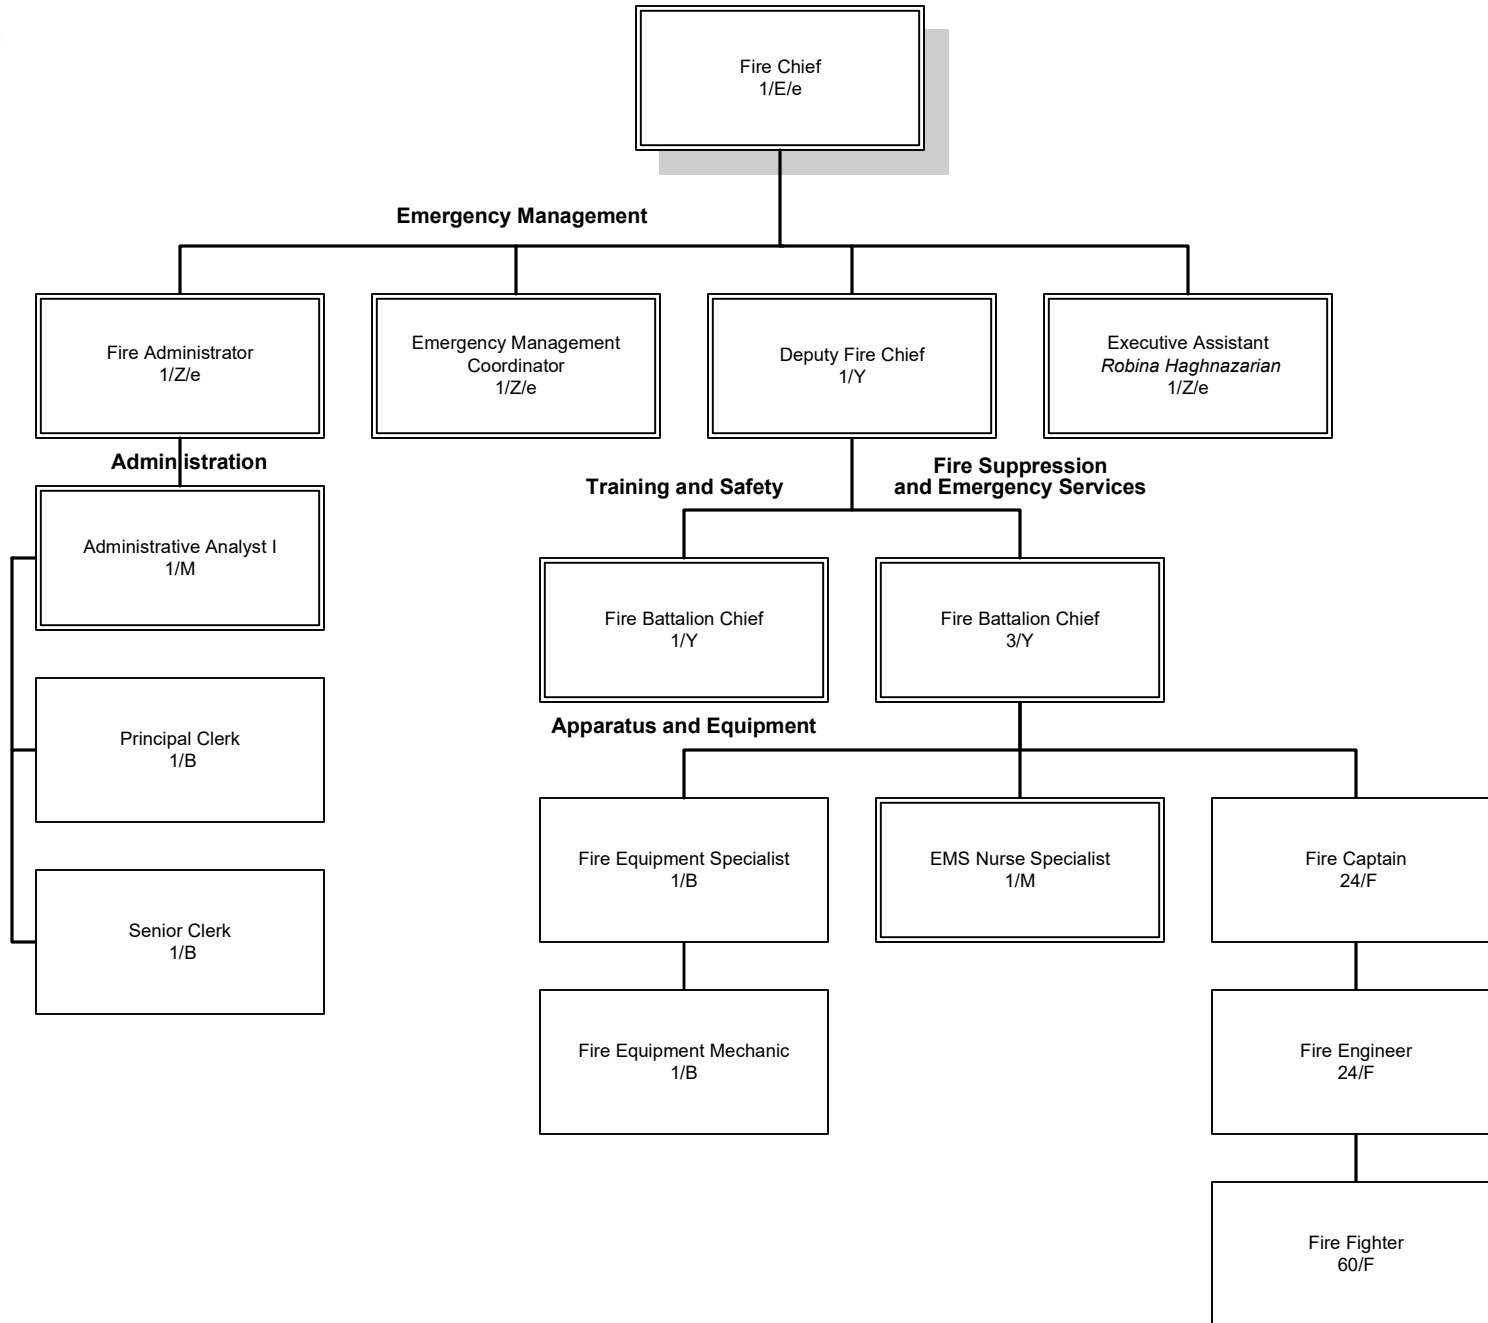 Fire Chief
1/E/e
Emergency Management
Fire Administrator
1/Z/e
Emergency Management
Coordinator
1/Z/e
Deputy Fire Chief
1/Y
Executive Assistant
Robina Haghnazarian
1/Z/e
Administration
Training and Safety
Fire Suppression
and Emergency Services
Administrative Analyst I
1/M
Fire Battalion Chief
1/Y
Fire Battalion Chief
3/Y
Principal Clerk
1/B
Apparatus and Equipment
Fire Equipment Specialist
1/B
EMS Nurse Specialist
1/M
Fire Captain
24/F
Senior Clerk
1/B
Fire Equipment Mechanic
1/B
Fire Engineer
24/F
Fire Fighter
60/F